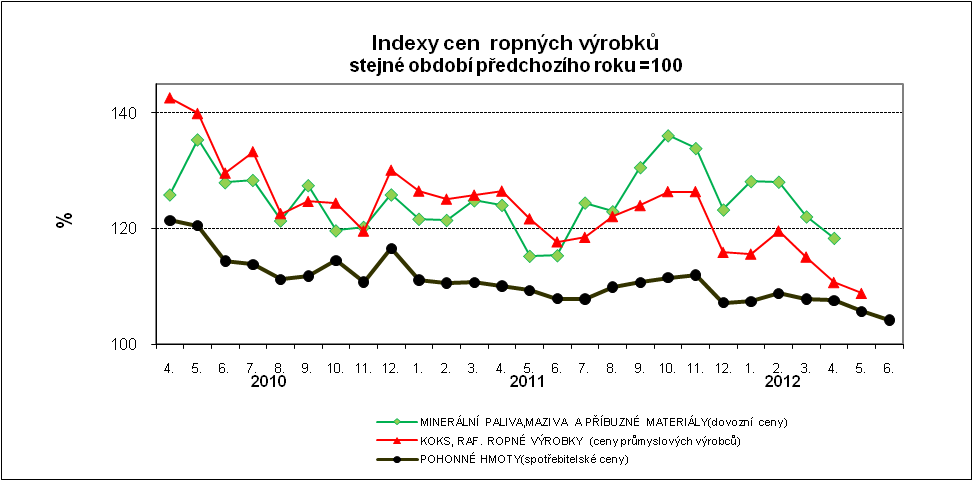 Indexy cen ropných výrobků
stejné období předchozího roku =100
%
140
120
100
4. 5. 6. 7. 8. 9. 10. 11. 12. 1. 2. 3. 4. 5. 6. 7. 8. 9. 10. 11. 12. 1. 2. 3. 4. 5. 6.
2010 2011 2012
MINERÁLNÍ PALIVA,MAZIVA A PŘÍBUZNÉ MATERIÁLY(dovozní ceny)
KOKS, RAF. ROPNÉ VÝROBKY (ceny průmyslových výrobců)
POHONNÉ HMOTY(spotřebitelské ceny)